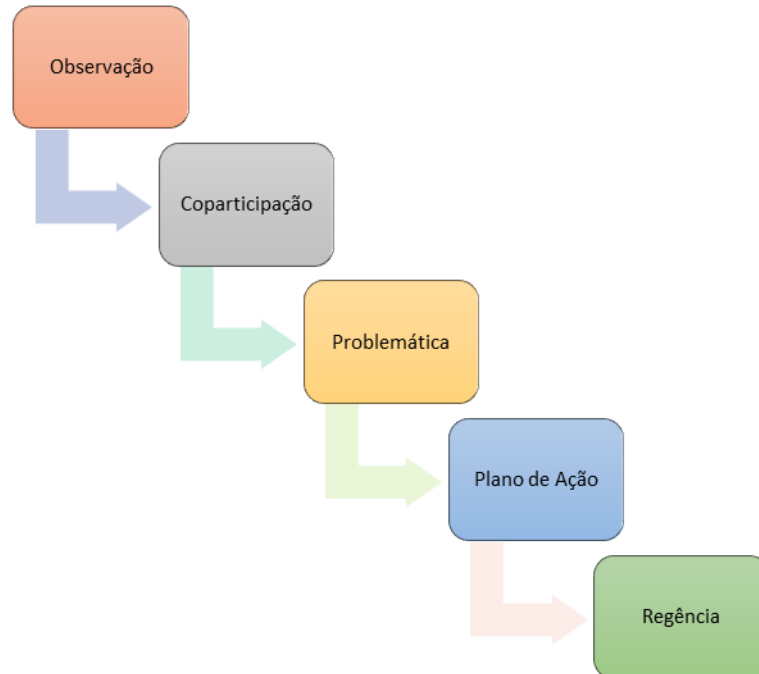 Observação
Coparticipação
Problemática
Plano de Ação
Regência